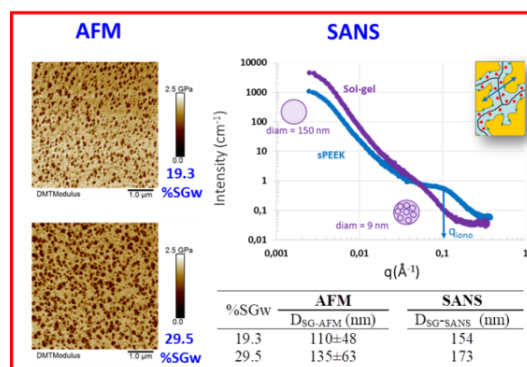 AFM
SANS
2.5 GPa
0.0
19.3
%SGw
DMTModulus
1.0 µm
2.5 GPa
0.0
29.5
%SGw
DMTModulus
1.0 µm
Intensity (cm⁻¹)
10000
1000
100
10
1
0,1
0,01
0,001
0,01
0,1
1
q(Å⁻¹)
Sol-gel
diam = 150 nm
sPEEK
diam = 9 nm
q_iono
%SGw AFM SANS
D_SG-AFM (nm) D_SG-SANS (nm)
19.3 110±48 154
29.5 135±63 173